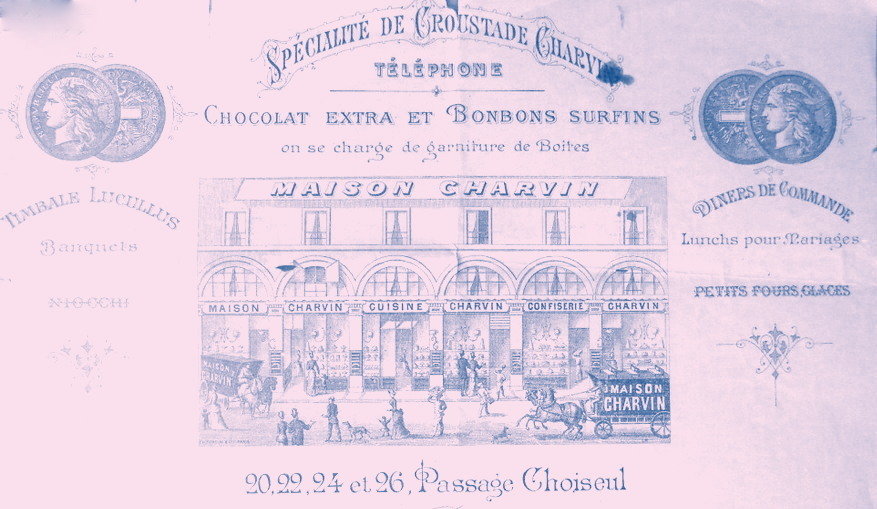 SPÉCIALITÉ DE CROUSTADE CHARVIN
TÉLÉPHONE
CHOCOLAT EXTRA ET BONBONS SURFINS
on se charge de garniture de Boîtes
TIMBALE LUCULLUS
Banquets
NIOCCHI
DINERS DE COMMANDE
Lunchs pour Mariages
PETITS FOURS, GLACES
MAISON CHARVIN
MAISON CHARVIN CUISINE CHARVIN CONFISERIE CHARVIN
MAISON
CHARVIN
MAISON
CHARVIN
20, 22, 24 et 26, Passage Choiseul